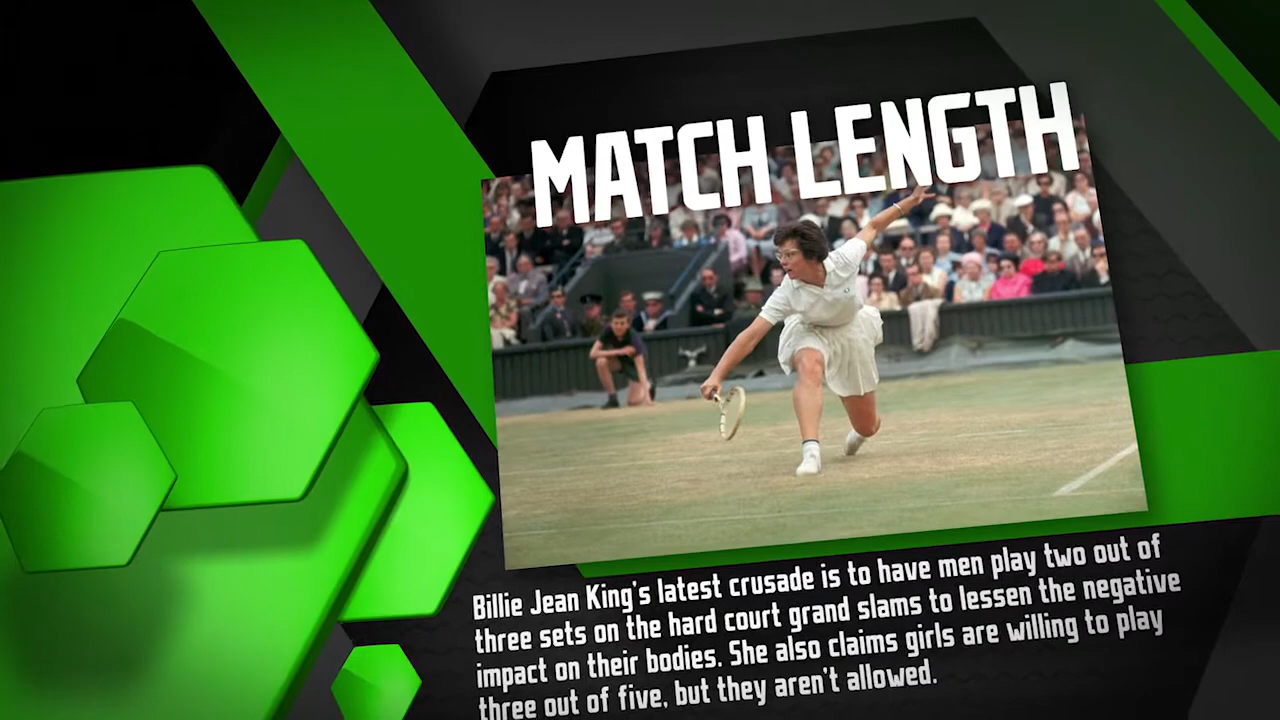 MATCH LENGTH
Billie Jean King's latest crusade is to have men play two out of
three sets on the hard court grand slams to lessen the negative
impact on their bodies. She also claims girls are willing to play
three out of five, but they aren't allowed.